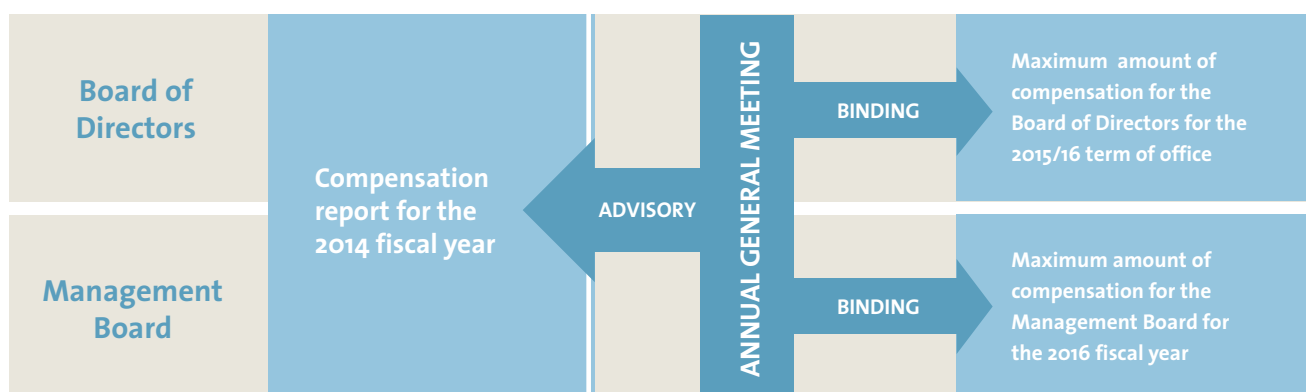 Board of
Directors
Management
Board
Compensation
report for the
2014 fiscal year
ADVISORY
ANNUAL GENERAL MEETING
BINDING
Maximum amount of
compensation for the
Board of Directors for the
2015/16 term of office
BINDING
Maximum amount of
compensation for the
Management Board for
the 2016 fiscal year